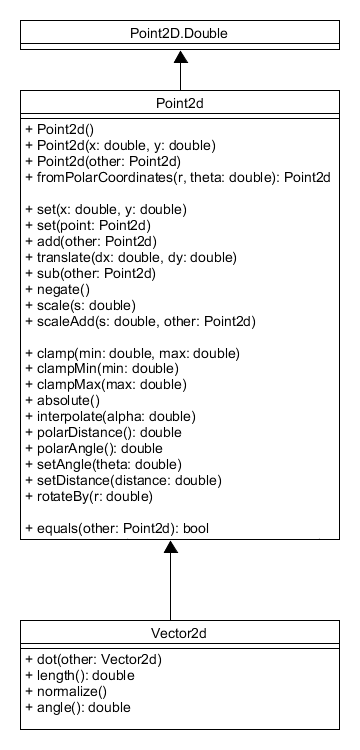 Point2D.Double
Point2d
+ Point2d()
+ Point2d(x: double, y: double)
+ Point2d(other: Point2d)
+ fromPolarCoordinates(r, theta: double): Point2d
+ set(x: double, y: double)
+ set(point: Point2d)
+ add(other: Point2d)
+ translate(dx: double, dy: double)
+ sub(other: Point2d)
+ negate()
+ scale(s: double)
+ scaleAdd(s: double, other: Point2d)
+ clamp(min: double, max: double)
+ clampMin(min: double)
+ clampMax(max: double)
+ absolute()
+ interpolate(alpha: double)
+ polarDistance(): double
+ polarAngle(): double
+ setAngle(theta: double)
+ setDistance(distance: double)
+ rotateBy(r: double)
+ equals(other: Point2d): bool
Vector2d
+ dot(other: Vector2d)
+ length(): double
+ normalize()
+ angle(): double